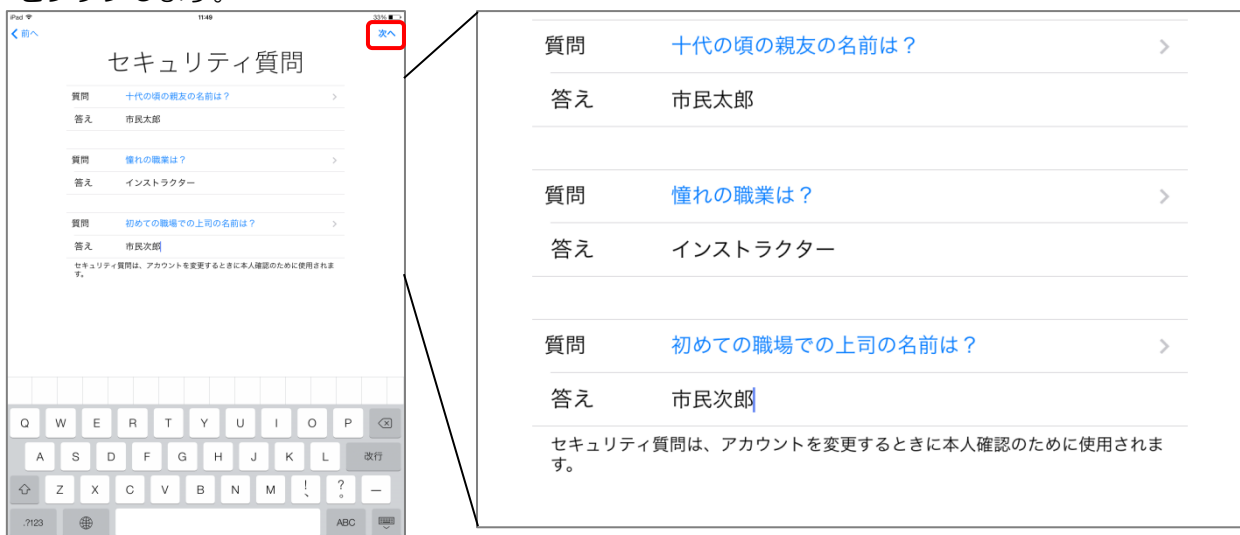 をタップします。
iPad 11:49 33%
前へ 次へ
セキュリティ質問
質問 十代の頃の親友の名前は？
答え 市民太郎
質問 憧れの職業は？
答え インストラクター
質問 初めての職場での上司の名前は？
答え 市民次郎
セキュリティ質問は、アカウントを変更するときに本人確認のために使用されま
す。
Q W E R T Y U I O P
A S D F G H J K L 改行
Z X C V B N M ! 、 ? 。 ー
.?123 ABC
質問 十代の頃の親友の名前は？
答え 市民太郎
質問 憧れの職業は？
答え インストラクター
質問 初めての職場での上司の名前は？
答え 市民次郎
セキュリティ質問は、アカウントを変更するときに本人確認のために使用されま
す。